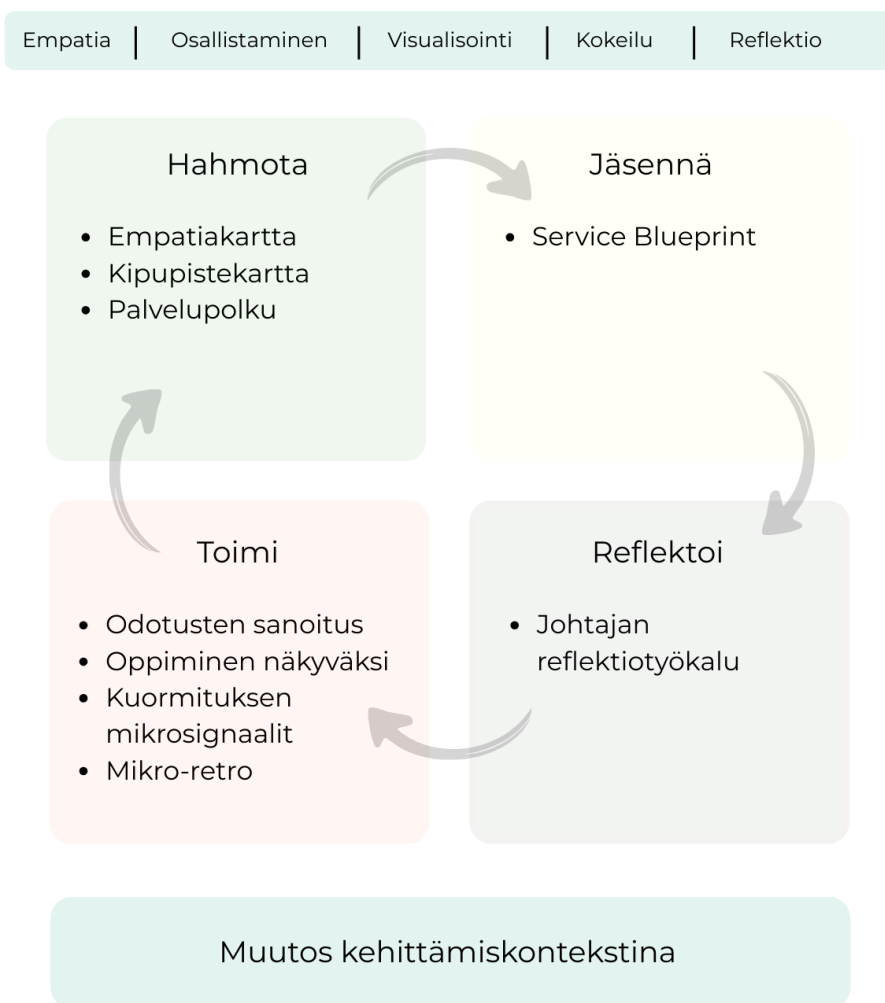 Empatia | Osallistaminen | Visualisointi | Kokeilu | Reflektio
Hahmota
• Empatiakartta
• Kipupistekartta
• Palvelupolku
Jäsennä
• Service Blueprint
Toimi
• Odotusten sanoitus
• Oppiminen näkyväksi
• Kuormituksen
mikrosignaalit
• Mikro-retro
Reflektoi
• Johtajan
reflektiotyökalu
Muutos kehittämiskontekstina